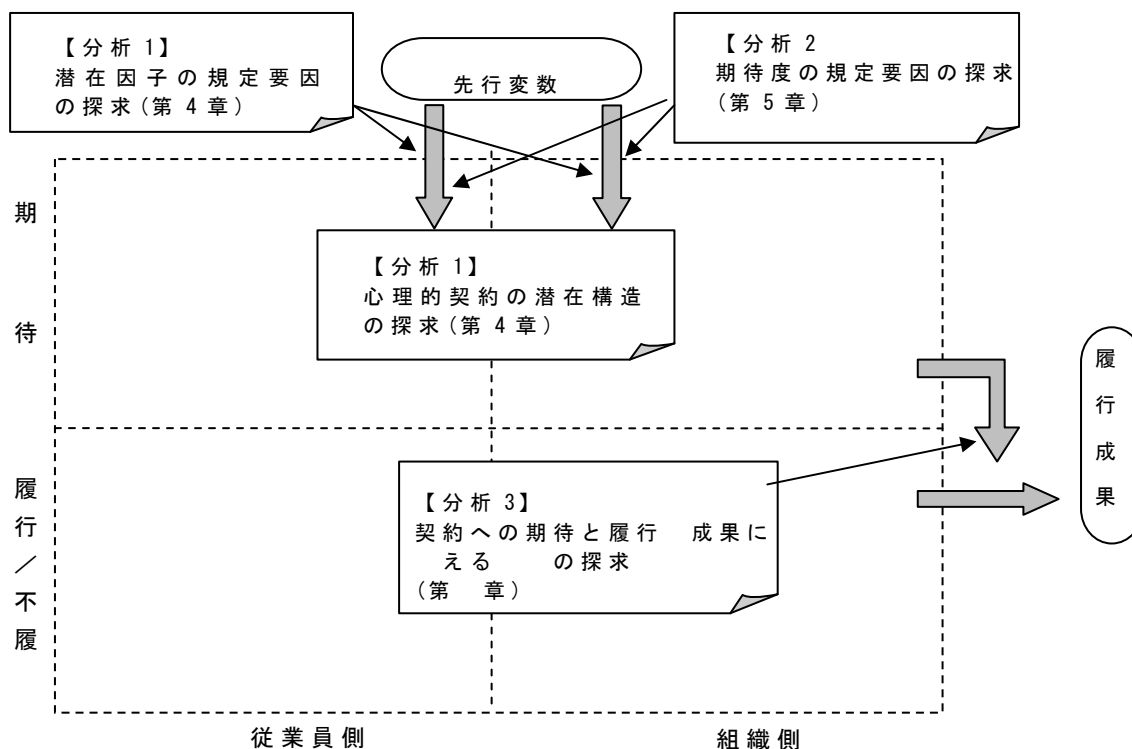 【分析 1】
潜在因子の規定要因
の探求(第 4 章)
先行変数
【分析 2
期待度の規定要因の探求
(第 5 章)
期待
【分析 1】
心理的契約の潜在構造
の探求(第 4 章)
履行成果
履行／不履
【分析 3】
契約への期待と履行 成果に
える の探求
(第 章)
従業員側
組織側